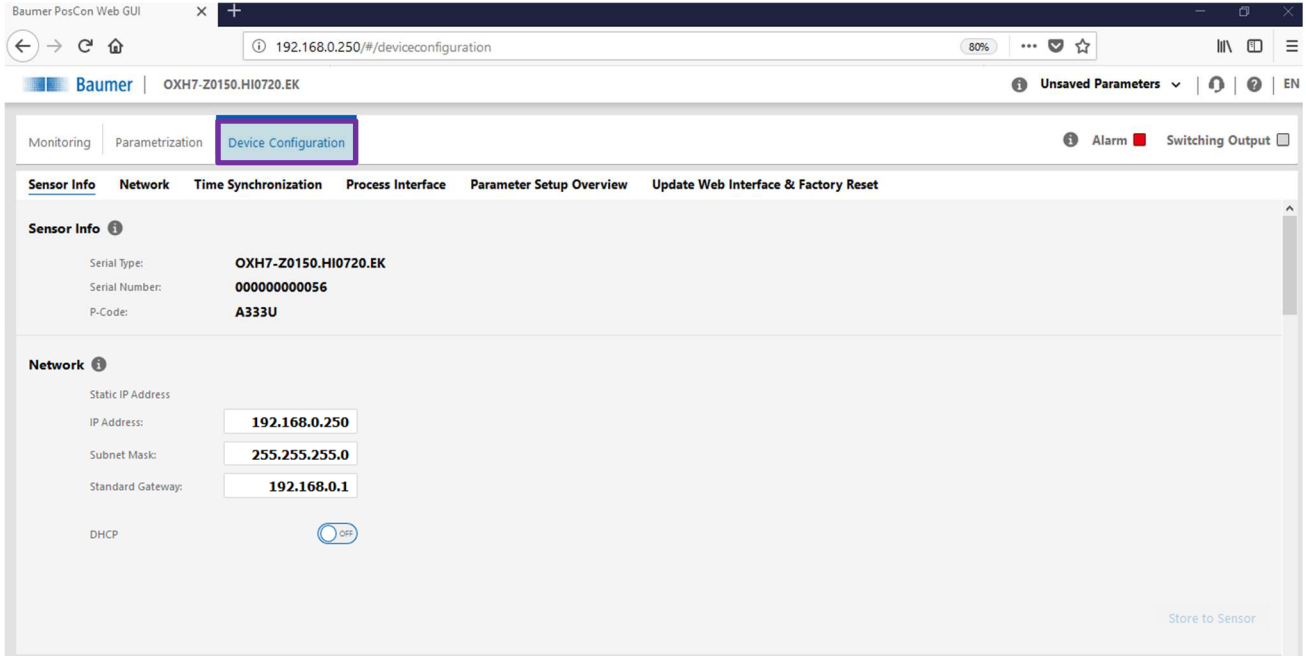 Baumer PosCon Web GUI
192.168.0.250/#/deviceconfiguration
80%
Baumer OXH7-Z0150.HI0720.EK
Unsaved Parameters
EN
Monitoring Parametrization Device Configuration
Alarm Switching Output
Sensor Info Network Time Synchronization Process Interface Parameter Setup Overview Update Web Interface & Factory Reset
Sensor Info
Serial Type: OXH7-Z0150.HI0720.EK
Serial Number: 000000000056
P-Code: A333U
Network
Static IP Address
IP Address: 192.168.0.250
Subnet Mask: 255.255.255.0
Standard Gateway: 192.168.0.1
DHCP OFF
Store to Sensor